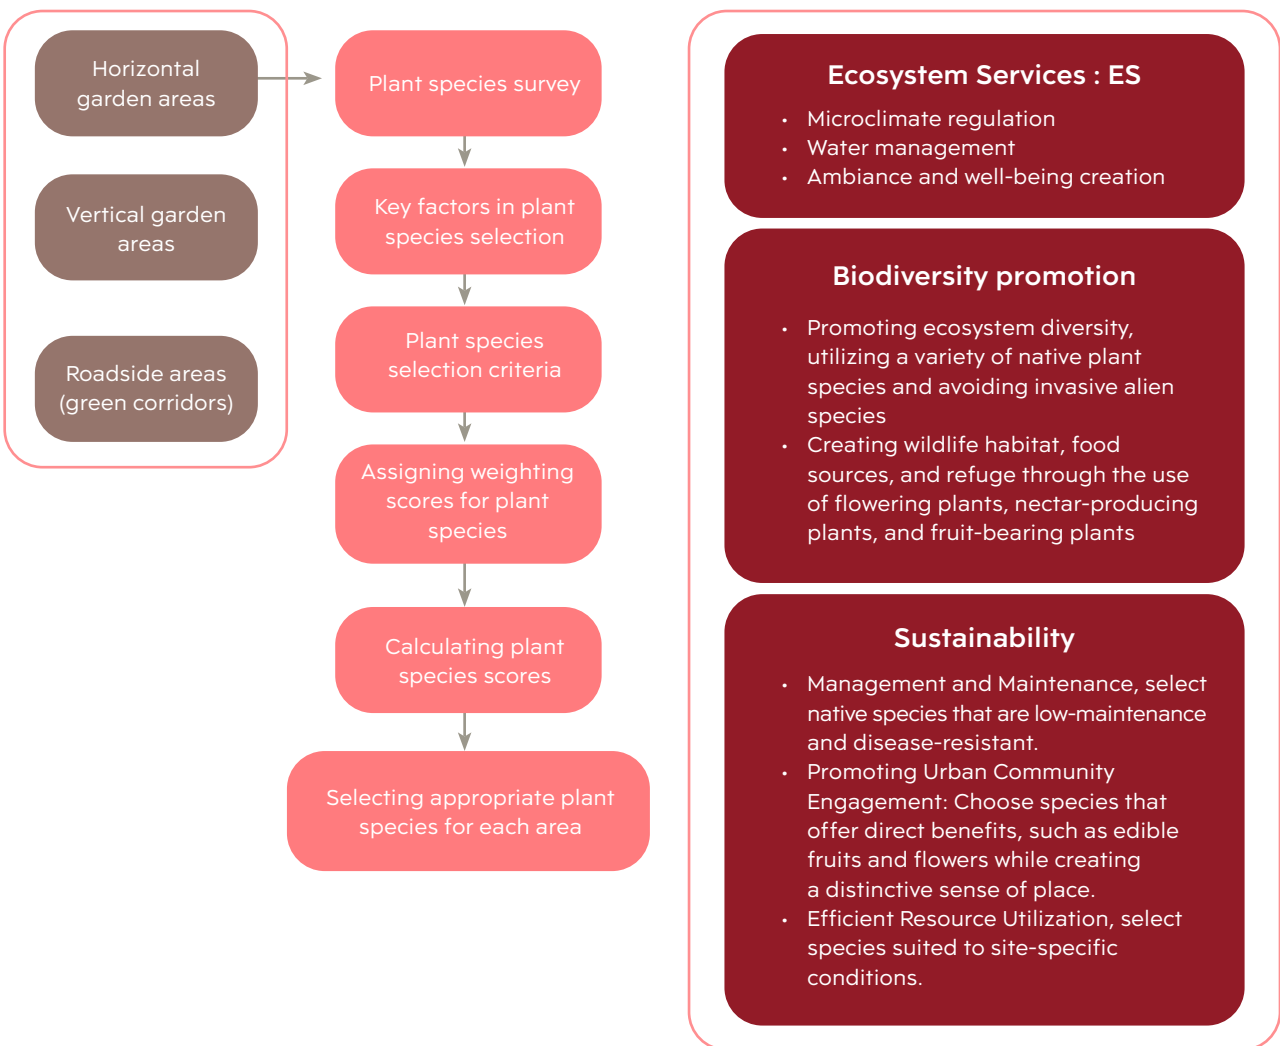 Horizontal
garden areas
Vertical garden
areas
Roadside areas
(green corridors)
Plant species survey
Key factors in plant
species selection
Plant species
selection criteria
Assigning weighting
scores for plant
species
Calculating plant
species scores
Selecting appropriate plant
species for each area
Ecosystem Services : ES
• Microclimate regulation
• Water management
• Ambiance and well-being creation
Biodiversity promotion
• Promoting ecosystem diversity,
utilizing a variety of native plant
species and avoiding invasive alien
species
• Creating wildlife habitat, food
sources, and refuge through the use
of flowering plants, nectar-producing
plants, and fruit-bearing plants
Sustainability
• Management and Maintenance, select
native species that are low-maintenance
and disease-resistant.
• Promoting Urban Community
Engagement: Choose species that
offer direct benefits, such as edible
fruits and flowers while creating
a distinctive sense of place.
• Efficient Resource Utilization, select
species suited to site-specific
conditions.